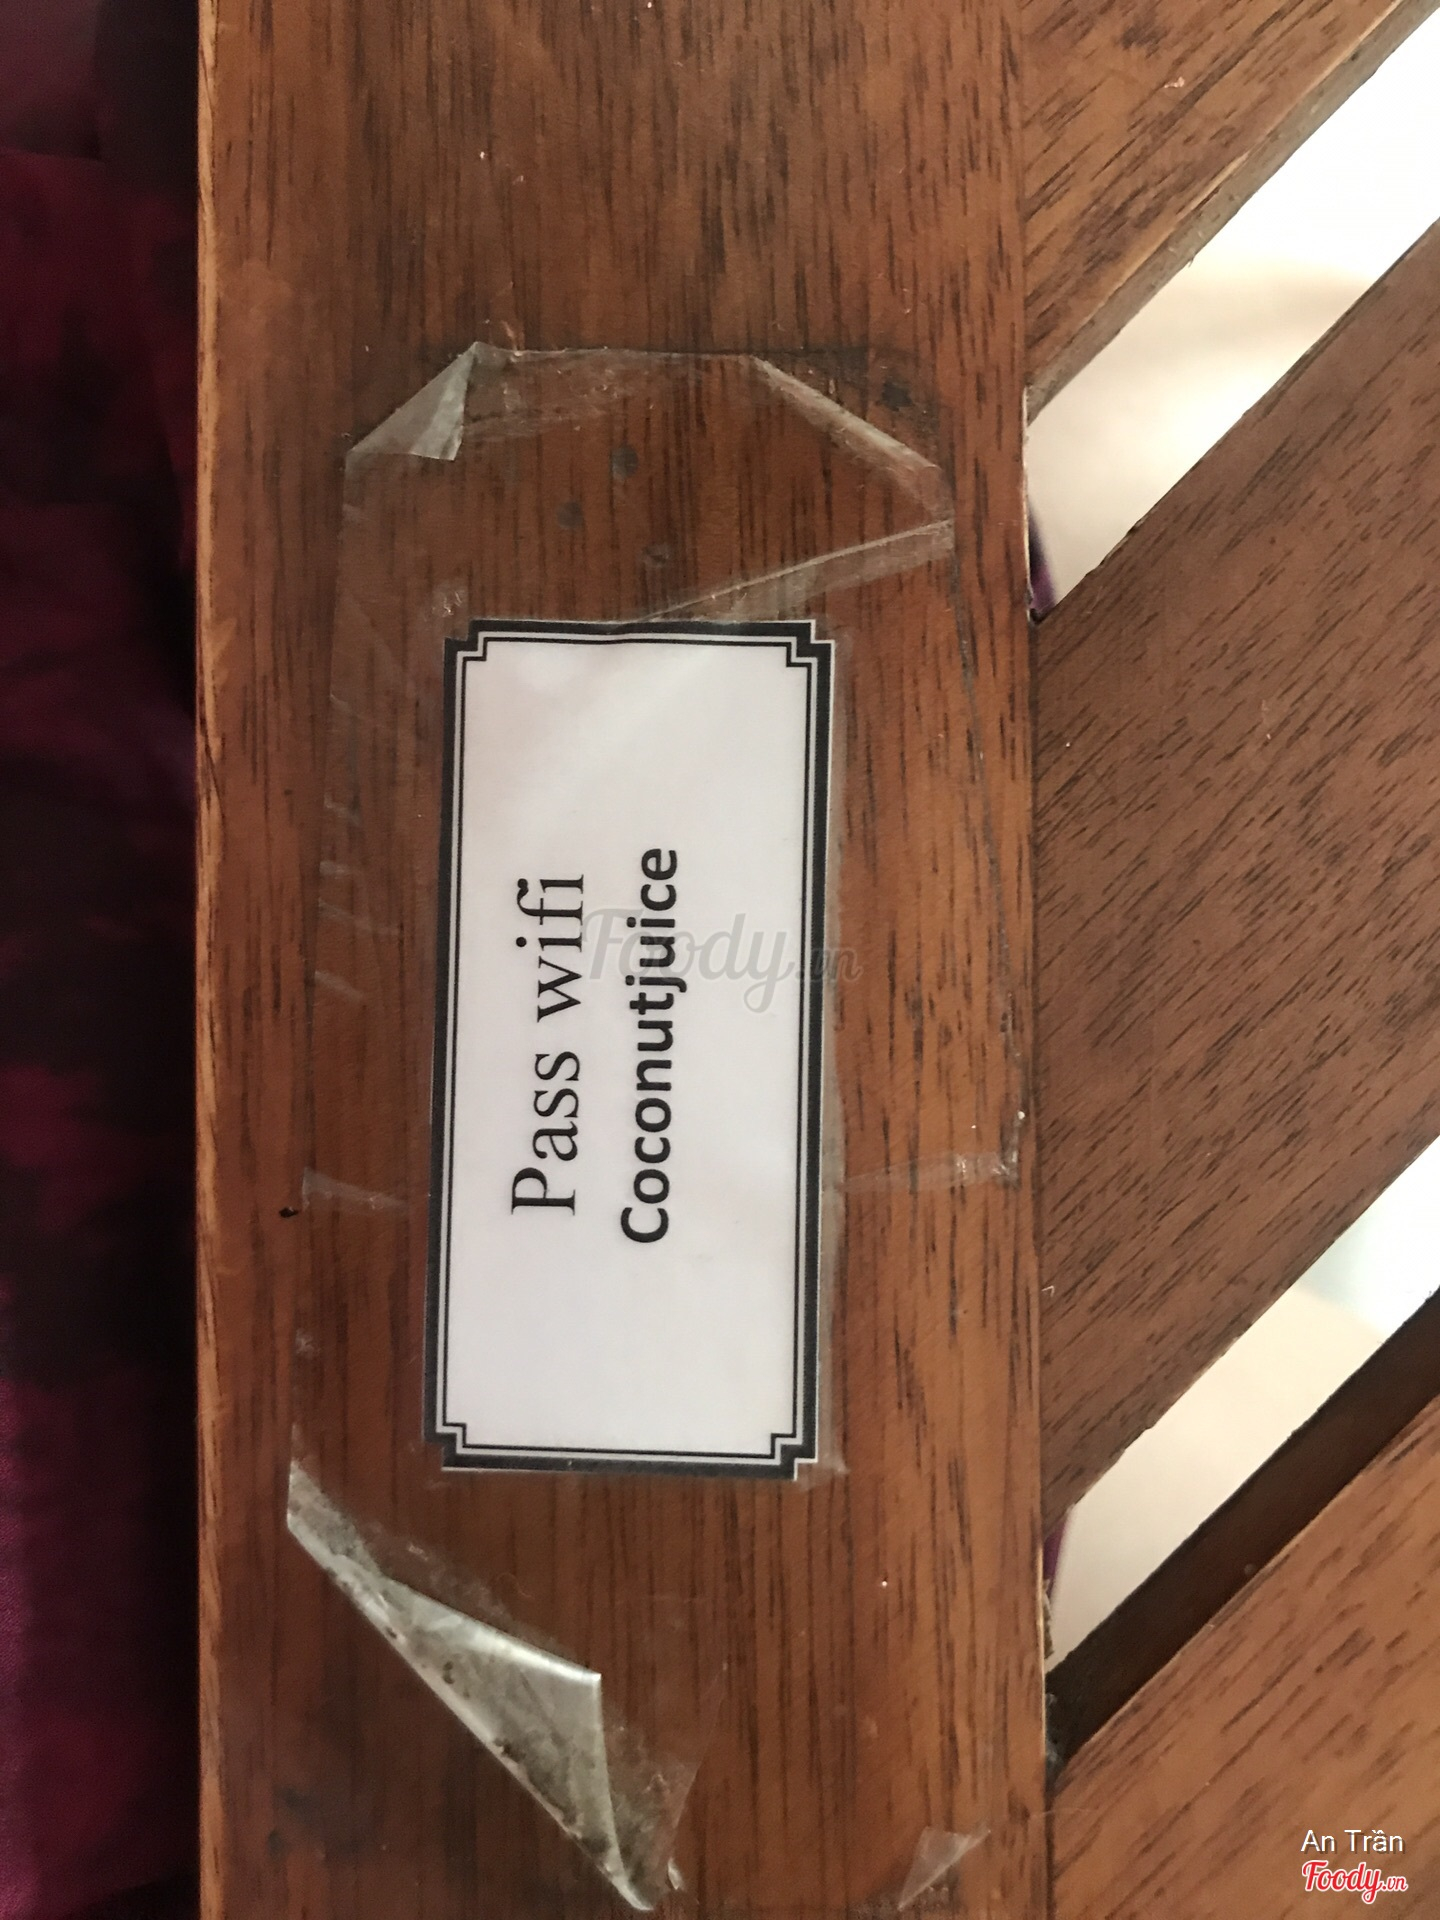 Pass wifi
Coconutjuice
Foody.vn
An Trần
Foody.vn